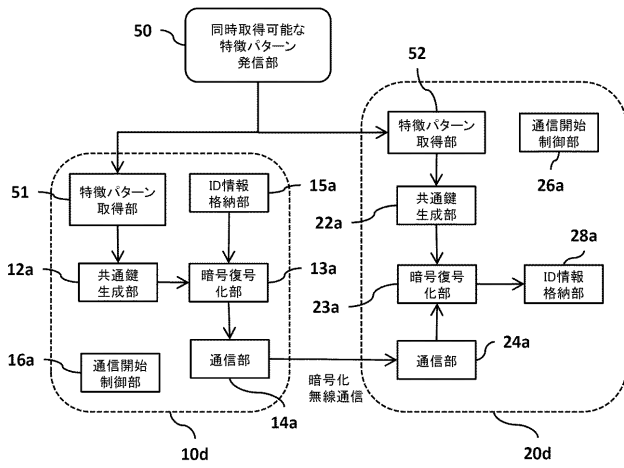 50
同時取得可能な
特徴パターン
発信部
52
特徴パターン
取得部
通信開始
制御部
26a
51
特徴パターン
取得部
ID情報
格納部
15a
22a
共通鍵
生成部
28a
12a
共通鍵
生成部
暗号復号
化部
13a
23a
暗号復号
化部
ID情報
格納部
16a
通信開始
制御部
通信部
14a
暗号化
無線通信
通信部
24a
10d
20d